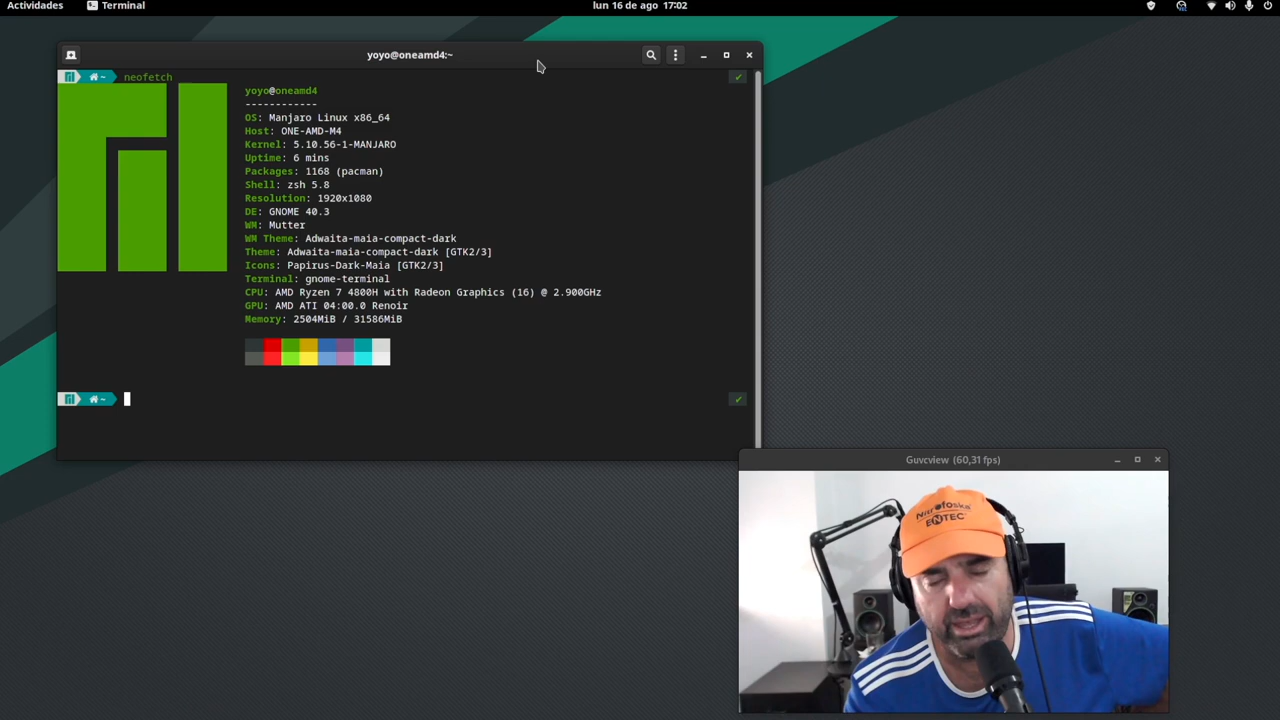 Actividades
Terminal
lun 16 de ago 17:02
yoyo@oneamd4:~
~ neofetch
yoyo@oneamd4
------------
OS: Manjaro Linux x86_64
Host: ONE-AMD-M4
Kernel: 5.10.56-1-MANJARO
Uptime: 6 mins
Packages: 1168 (pacman)
Shell: zsh 5.8
Resolution: 1920x1080
DE: GNOME 40.3
WM: Mutter
WM Theme: Adwaita-maia-compact-dark
Theme: Adwaita-maia-compact-dark [GTK2/3]
Icons: Papirus-Dark-Maia [GTK2/3]
Terminal: gnome-terminal
CPU: AMD Ryzen 7 4800H with Radeon Graphics (16) @ 2.900GHz
GPU: AMD ATI 04:00.0 Renoir
Memory: 2504MiB / 31586MiB
~
Guvcview (60,31 fps)
Nitrofoska
ENTEC